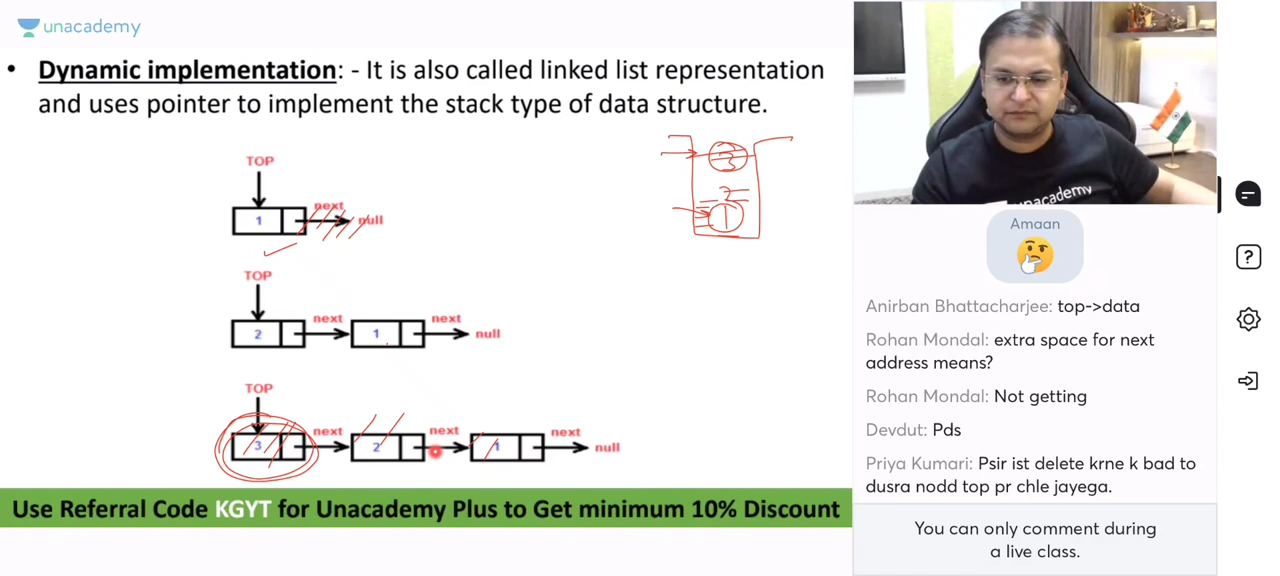 unacademy
• Dynamic implementation: - It is also called linked list representation
and uses pointer to implement the stack type of data structure.
TOP
1 next null
TOP
2 next 1 next null
TOP
3 next 2 next 1 next null
3
2
1
Use Referral Code KGYT for Unacademy Plus to Get minimum 10% Discount
unacademy
Amaan
Anirban Bhattacharjee: top->data
Rohan Mondal: extra space for next
address means?
Rohan Mondal: Not getting
Devdut: Pds
Priya Kumari: Psir ist delete krne k bad to
dusra nodd top pr chle jayega.
You can only comment during
a live class.